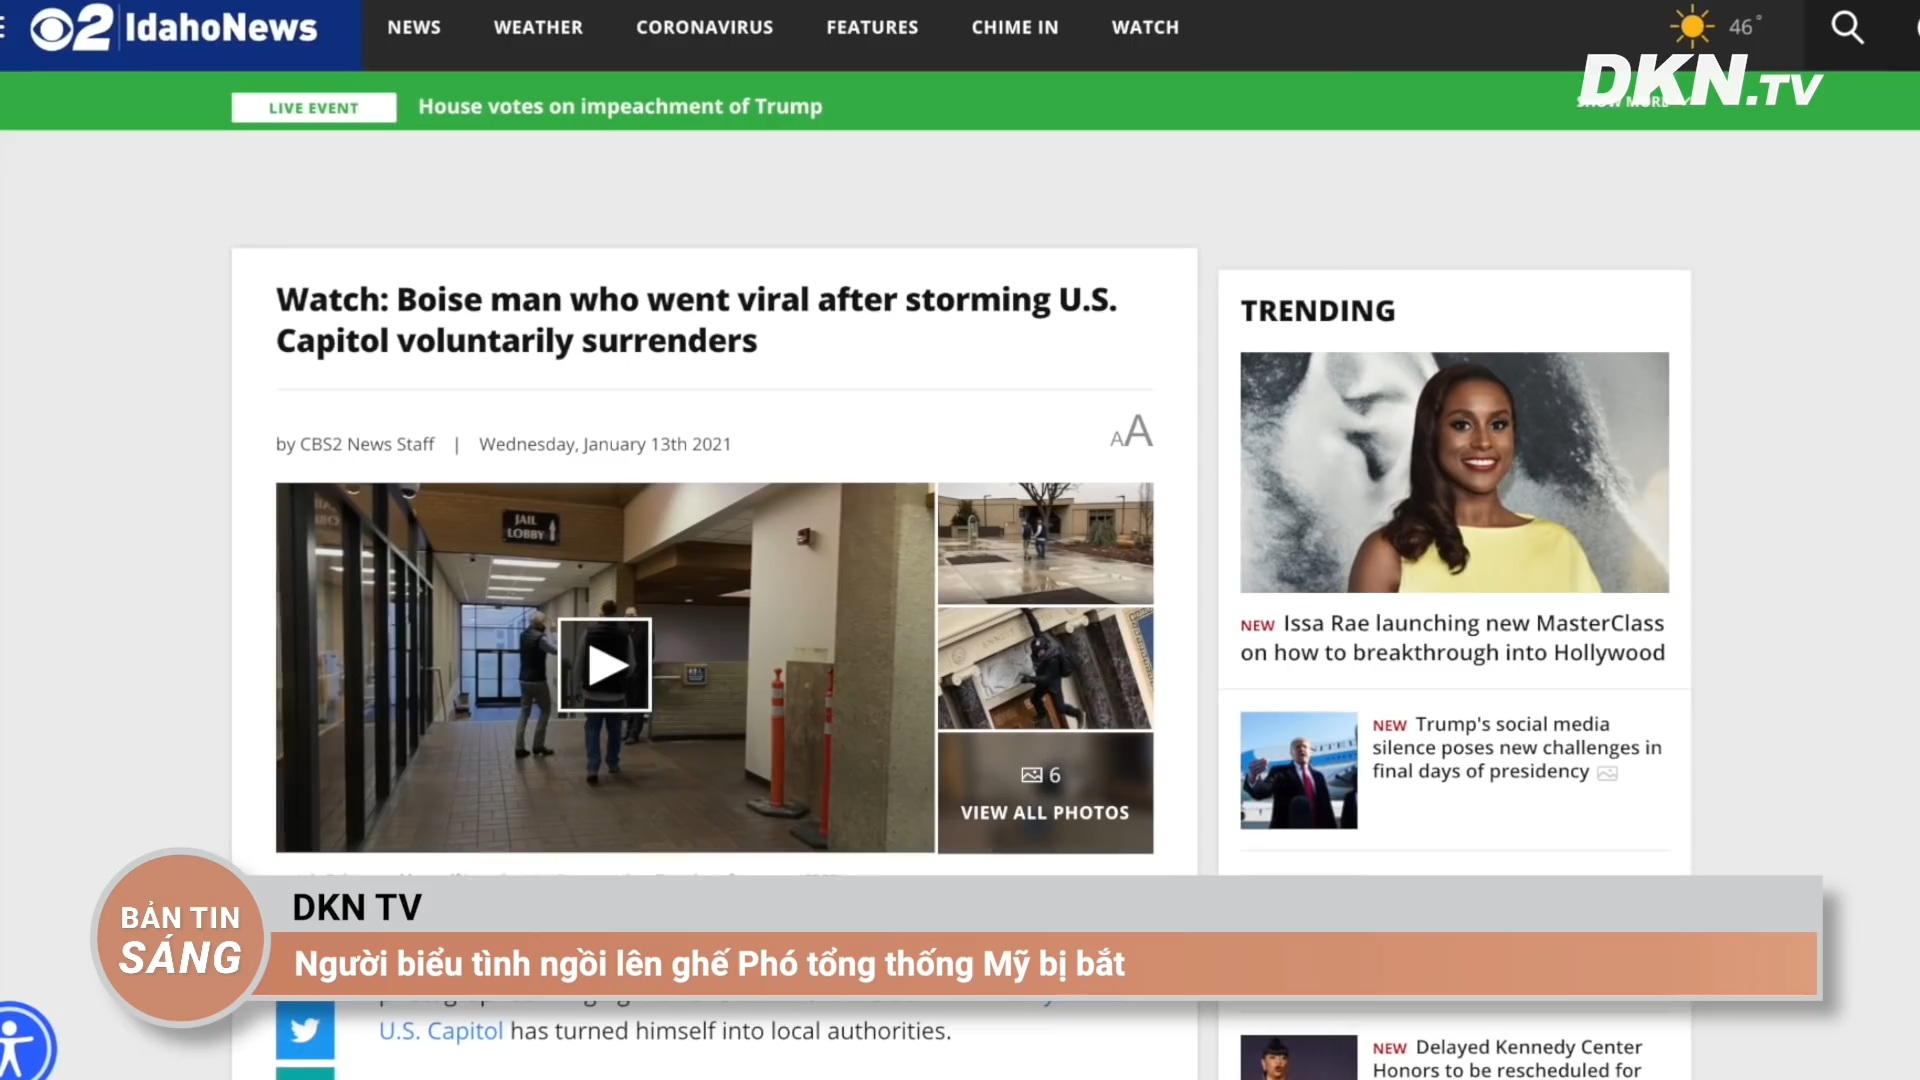 2 IdahoNews
NEWS WEATHER CORONAVIRUS FEATURES CHIME IN WATCH
46°
DKN.TV
LIVE EVENT House votes on impeachment of Trump
SHOW MORE
Watch: Boise man who went viral after storming U.S.
Capitol voluntarily surrenders
by CBS2 News Staff | Wednesday, January 13th 2021
AA
JAIL
LOBBY
6
VIEW ALL PHOTOS
TRENDING
NEW Issa Rae launching new MasterClass
on how to breakthrough into Hollywood
NEW Trump's social media
silence poses new challenges in
final days of presidency
BẢN TIN
SÁNG
DKN TV
Người biểu tình ngồi lên ghế Phó tổng thống Mỹ bị bắt
U.S. Capitol has turned himself into local authorities.
NEW Delayed Kennedy Center
Honors to be rescheduled for